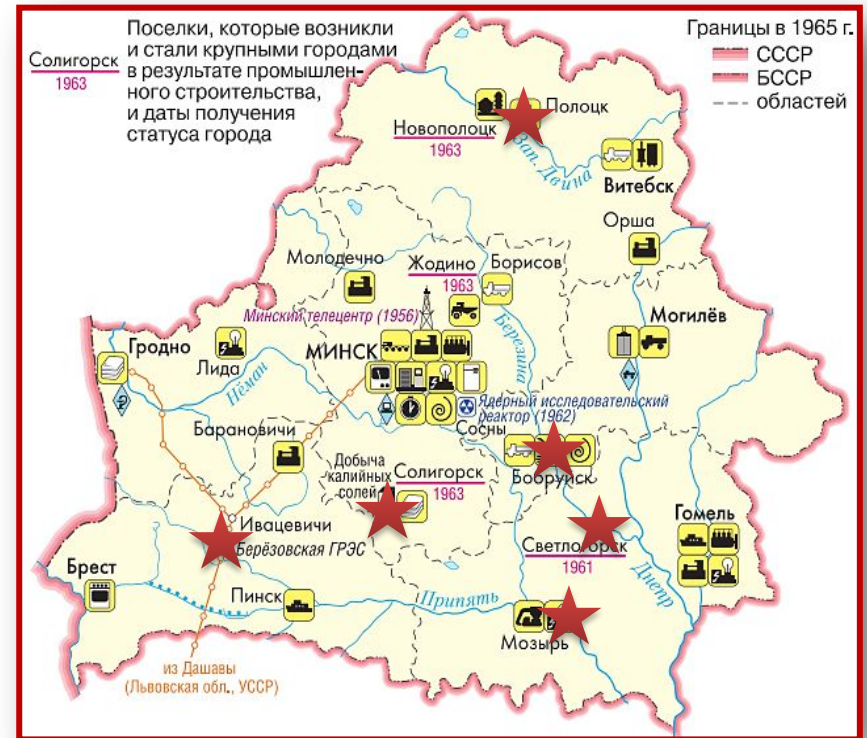 Солигорск
1963
Поселки, которые возникли
и стали крупными городами
в результате промышлен-
ного строительства,
и даты получения
статуса города
Границы в 1965 г.
СССР
БССР
областей
Полоцк
Новополоцк
1963
Зап. Двина
Витебск
Орша
Молодечно
Жодино
1963
Борисов
Минский телецентр (1956)
Березина
Могилёв
Гродно
Лида
МИНСК
Нёман
Ядерный исследовательский
реактор (1962)
Сосны
Барановичи
Добыча
калийных
солей
Солигорск
1963
Бобруйск
Гомель
Ивацевичи
Берёзовская ГРЭС
Светлогорск
1961
Брест
Пинск
Припять
Днепр
Мозырь
из Дашавы
(Львовская обл., УССР)